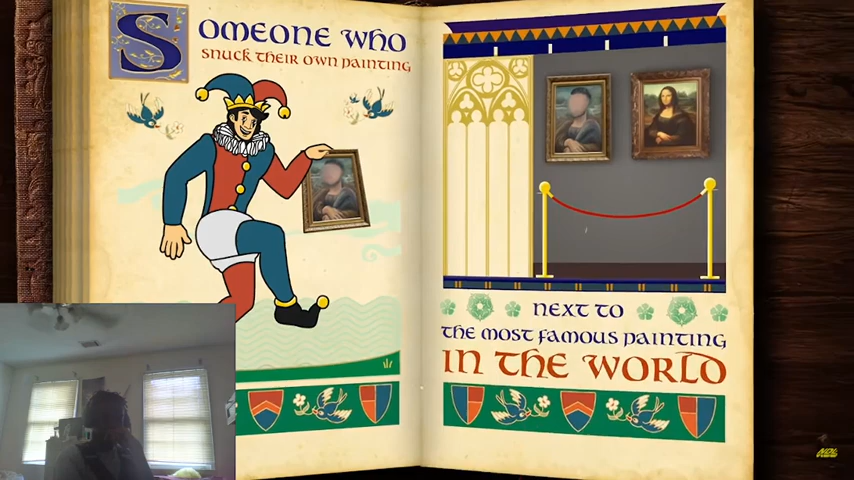 SOMEONE WHO
SNUCK THEIR OWN PAINTING
NEXT TO
THE MOST FAMOUS PAINTING
IN THE WORLD